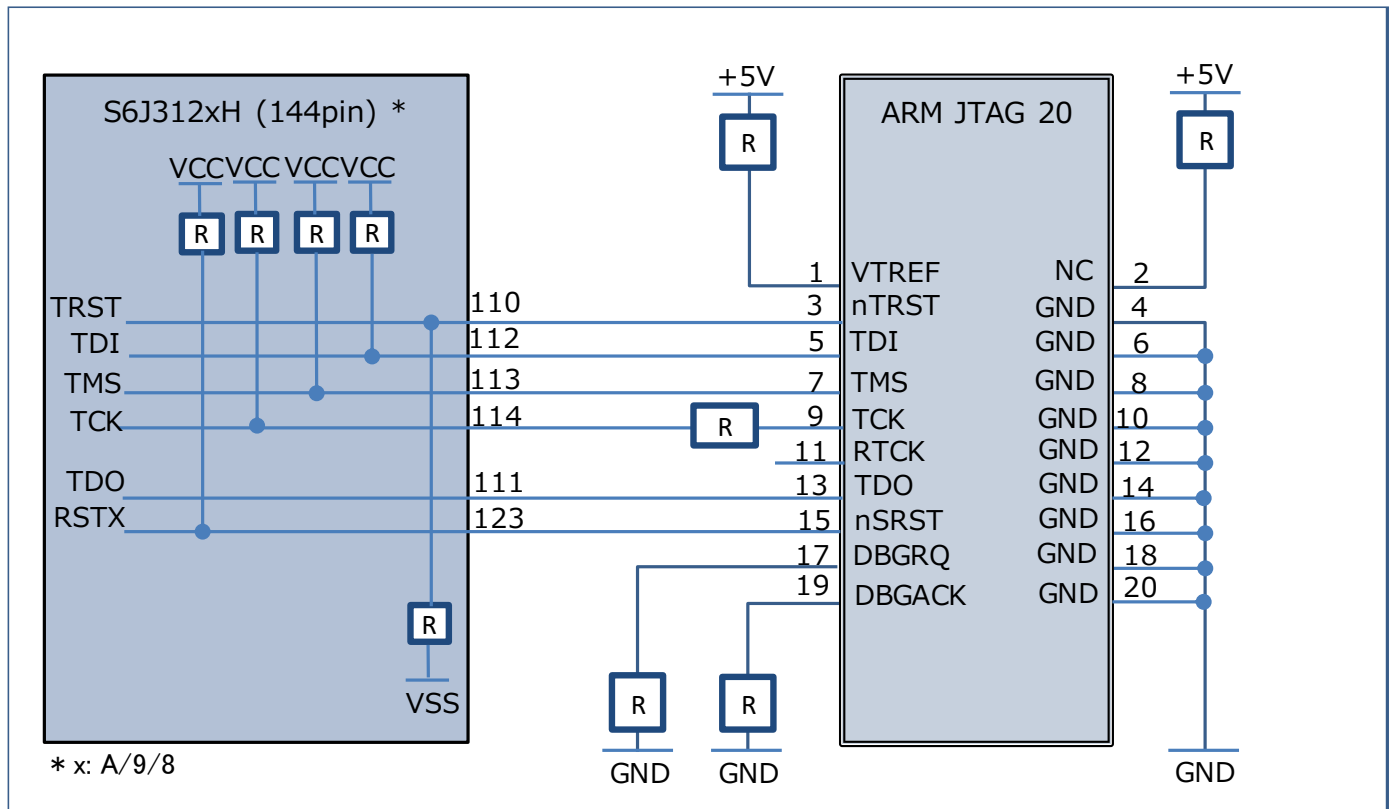 S6J312xH (144pin) *
VCC VCC VCC VCC
R R R R
TRST 110
TDI 112
TMS 113
TCK 114
TDO 111
RSTX 123
R
VSS
* x: A/9/8
+5V
R
R
R
GND
R
GND
ARM JTAG 20
1 VTREF NC 2
3 nTRST GND 4
5 TDI GND 6
7 TMS GND 8
9 TCK GND 10
11 RTCK GND 12
13 TDO GND 14
15 nSRST GND 16
17 DBGRQ GND 18
19 DBGACK GND 20
+5V
R
GND